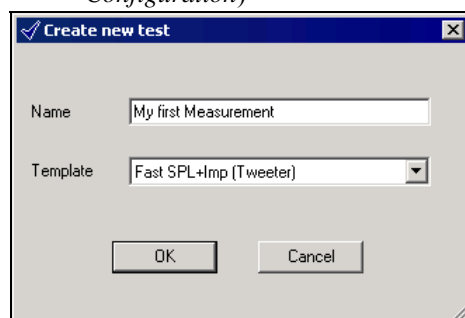 Configuration)
Create new test
Name My first Measurement
Template Fast SPL+Imp (Tweeter)
OK Cancel